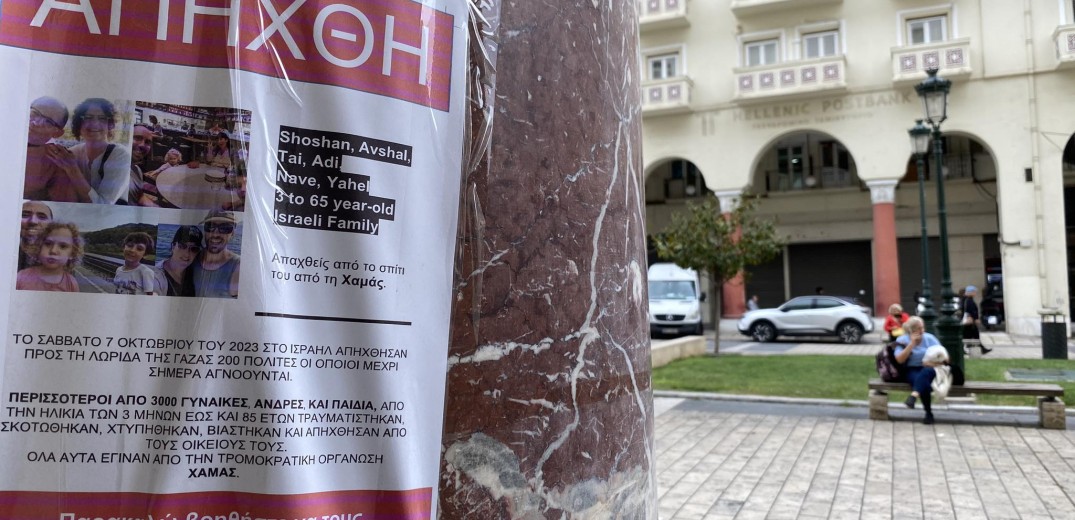 ΑΠΗΧΘΗ
Shoshan, Avshal,
Tai, Adi,
Nave, Yahel
3 to 65 year-old
Israeli Family
Απαχθείς από το σπίτι
του από τη Χαμάς.
ΤΟ ΣΑΒΒΑΤΟ 7 ΟΚΤΩΒΡΙΟΥ ΤΟΥ 2023 ΣΤΟ ΙΣΡΑΗΛ ΑΠΗΧΘΗΣΑΝ
ΠΡΟΣ ΤΗ ΛΩΡΙΔΑ ΤΗΣ ΓΑΖΑΣ 200 ΠΟΛΙΤΕΣ ΟΙ ΟΠΟΙΟΙ ΜΕΧΡΙ
ΣΗΜΕΡΑ ΑΓΝΟΟΥΝΤΑΙ.
ΠΕΡΙΣΣΟΤΕΡΟΙ ΑΠΟ 3000 ΓΥΝΑΙΚΕΣ, ΑΝΔΡΕΣ, ΚΑΙ ΠΑΙΔΙΑ, ΑΠΟ
ΤΗΝ ΗΛΙΚΙΑ ΤΩΝ 3 ΜΗΝΩΝ ΕΩΣ ΚΑΙ 85 ΕΤΩΝ ΤΡΑΥΜΑΤΙΣΤΗΚΑΝ,
ΣΚΟΤΩΘΗΚΑΝ, ΧΤΥΠΗΘΗΚΑΝ, ΒΙΑΣΤΗΚΑΝ ΚΑΙ ΑΠΗΧΘΗΣΑΝ ΑΠΟ
ΤΟΥΣ ΟΙΚΕΙΟΥΣ ΤΟΥΣ.
ΟΛΑ ΑΥΤΑ ΕΓΙΝΑΝ ΑΠΟ ΤΗΝ ΤΡΟΜΟΚΡΑΤΙΚΗ ΟΡΓΑΝΩΣΗ
ΧΑΜΑΣ.
Παρακαλώ βοηθήστε να τους
HELLENIC POSTBANK